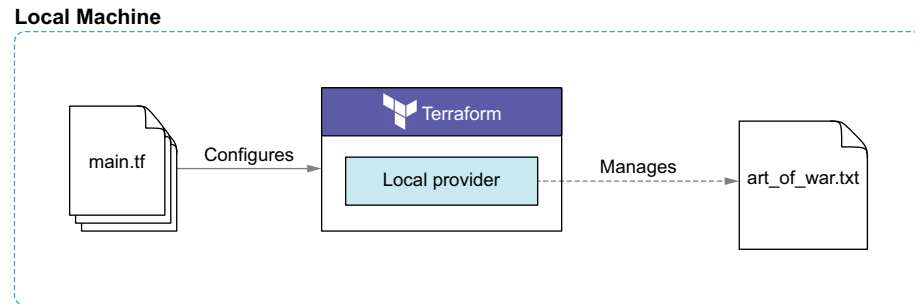 Local Machine
Terraform
main.tf
Configures
Local provider
Manages
art_of_war.txt